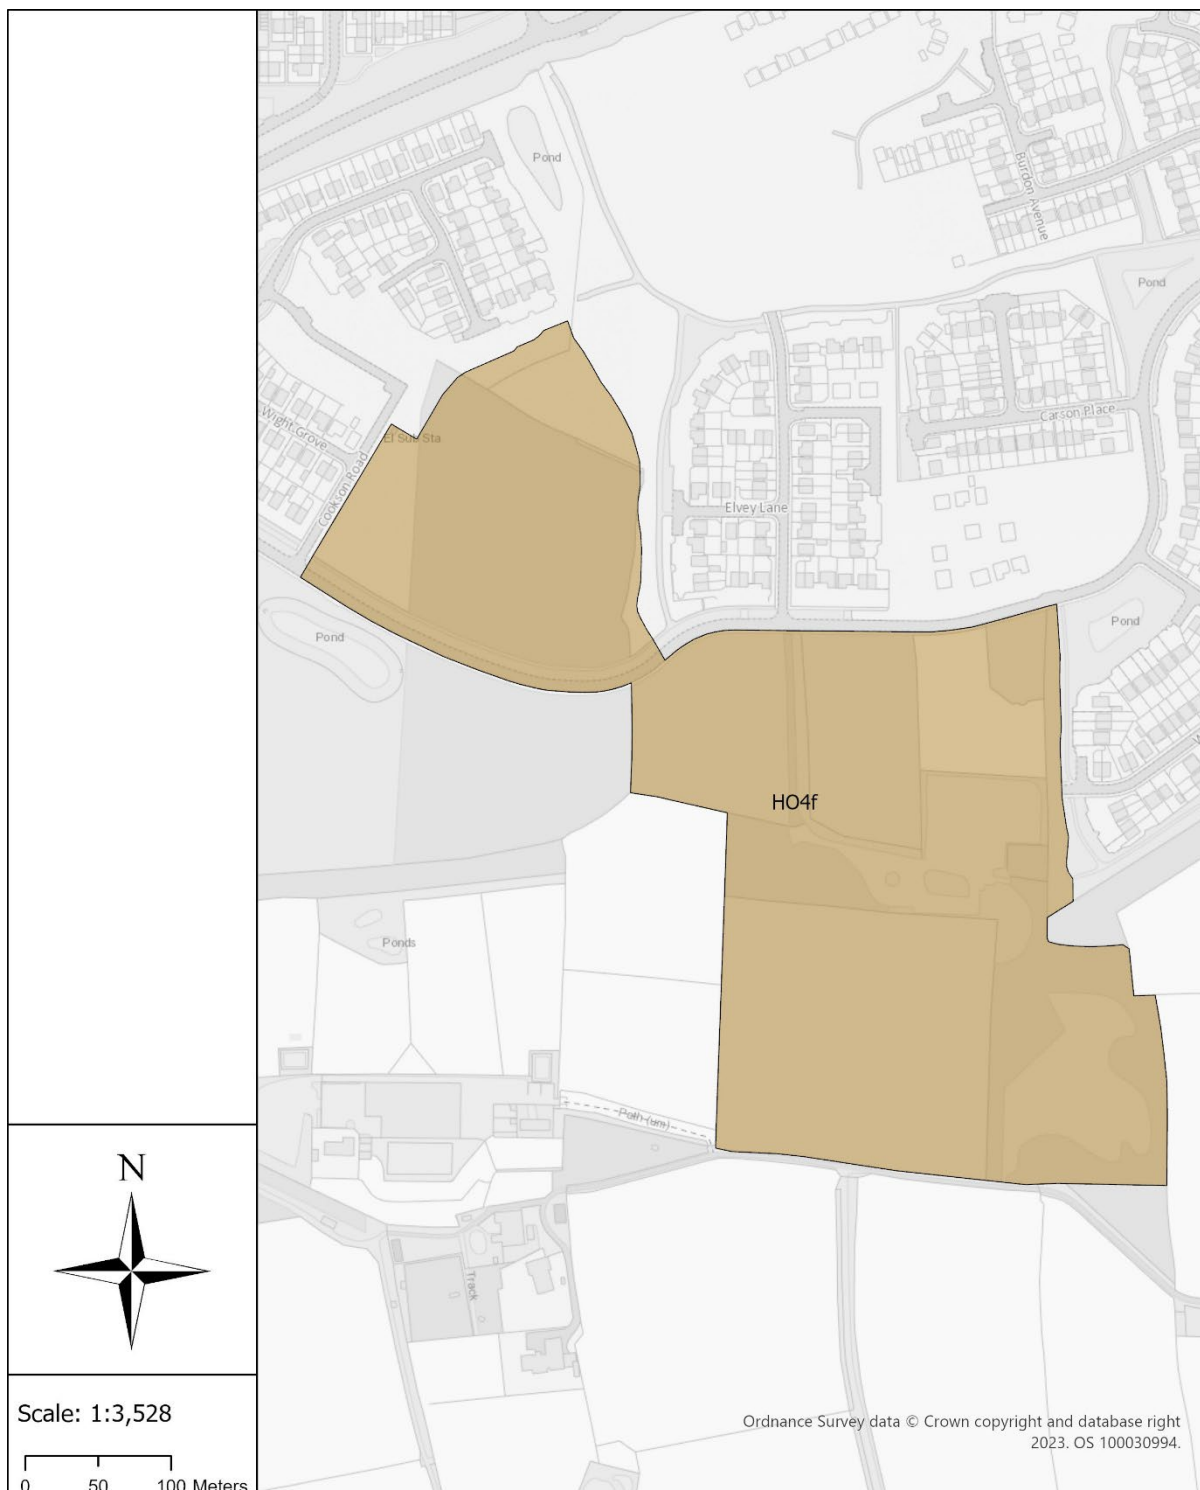 Pond
Burdon Avenue
Pond
Carson Place
Wight Grove
El Sub Sta
Cookson Road
Elvey Lane
Pond
Pond
HO4f
Ponds
Path (um)
Track
N
Scale: 1:3,528
0 50 100 Meters
Ordnance Survey data © Crown copyright and database right
2023. OS 100030994.